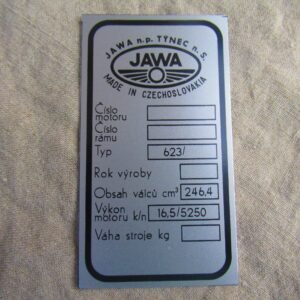 JAWA n.p. TÝNEC n. S.
JAWA
MADE IN CZECHOSLOVAKIA
Číslo
motoru
Číslo
rámu
Typ 623/
Rok výroby
Obsah válců cm³ 246,4
Výkon
motoru k/n 16,5/5250
Váha stroje kg